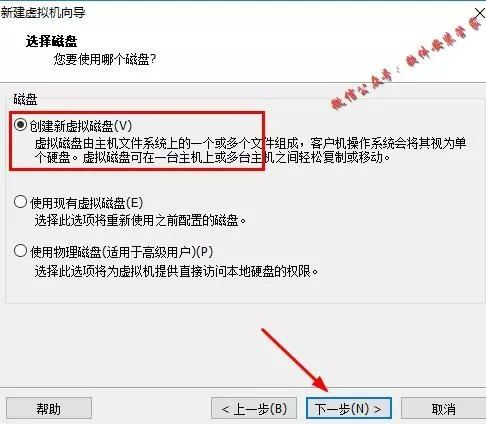 新建虚拟机向导
选择磁盘
您要使用哪个磁盘?
微信公众号：软件安装管家
磁盘
创建新虚拟磁盘(V)
虚拟磁盘由主机文件系统上的一个或多个文件组成，客户机操作系统会将其视为单
个硬盘。虚拟磁盘可在一台主机上或多台主机之间轻松复制或移动。
使用现有虚拟磁盘(E)
选择此选项将重新使用之前配置的磁盘。
使用物理磁盘(适用于高级用户)(P)
选择此选项将为虚拟机提供直接访问本地硬盘的权限。
帮助
< 上一步(B)
下一步(N) >
取消